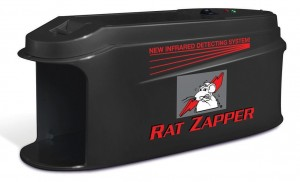 NEW INFRARED DETECTING SYSTEM!
RAT ZAPPER